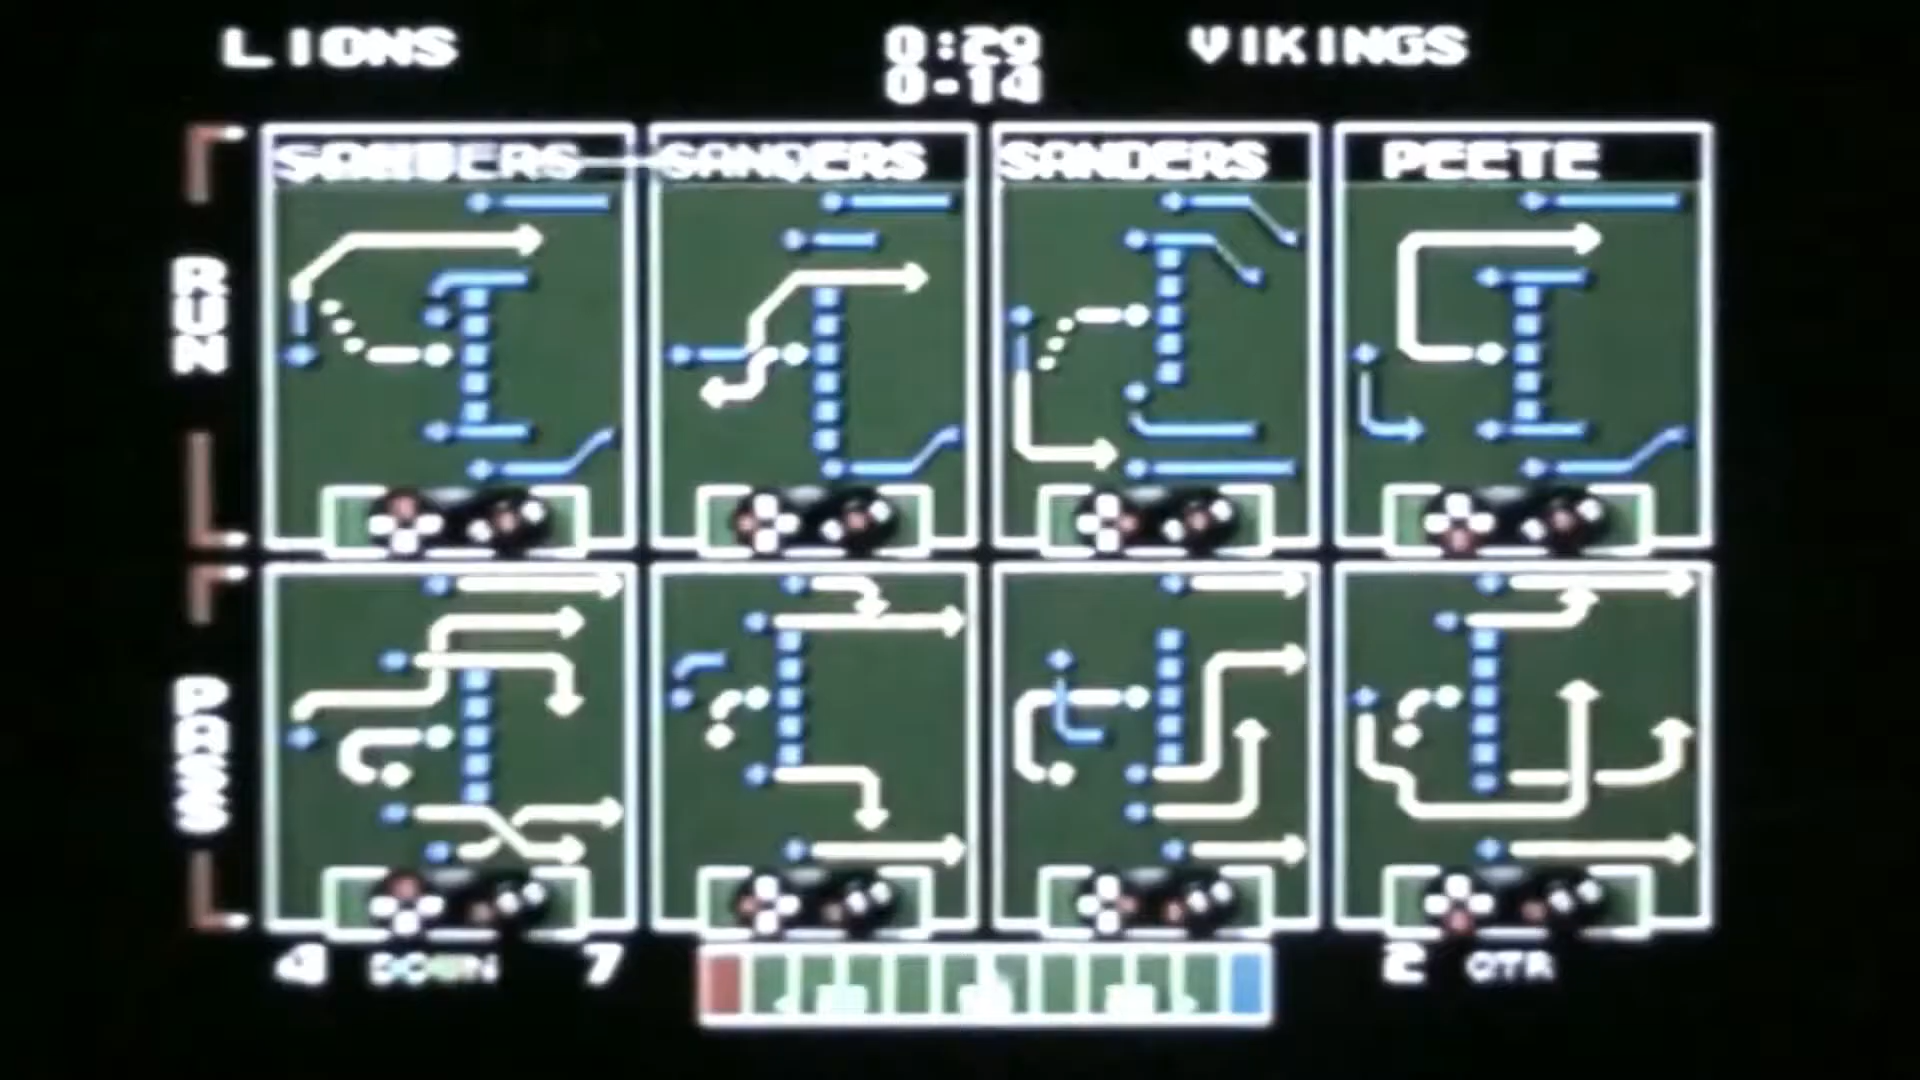 LIONS 0:29 VIKINGS
0-14
SANDERS SANDERS SANDERS PEETE
RUN
PASS
4 DOWN 7 2 QTR